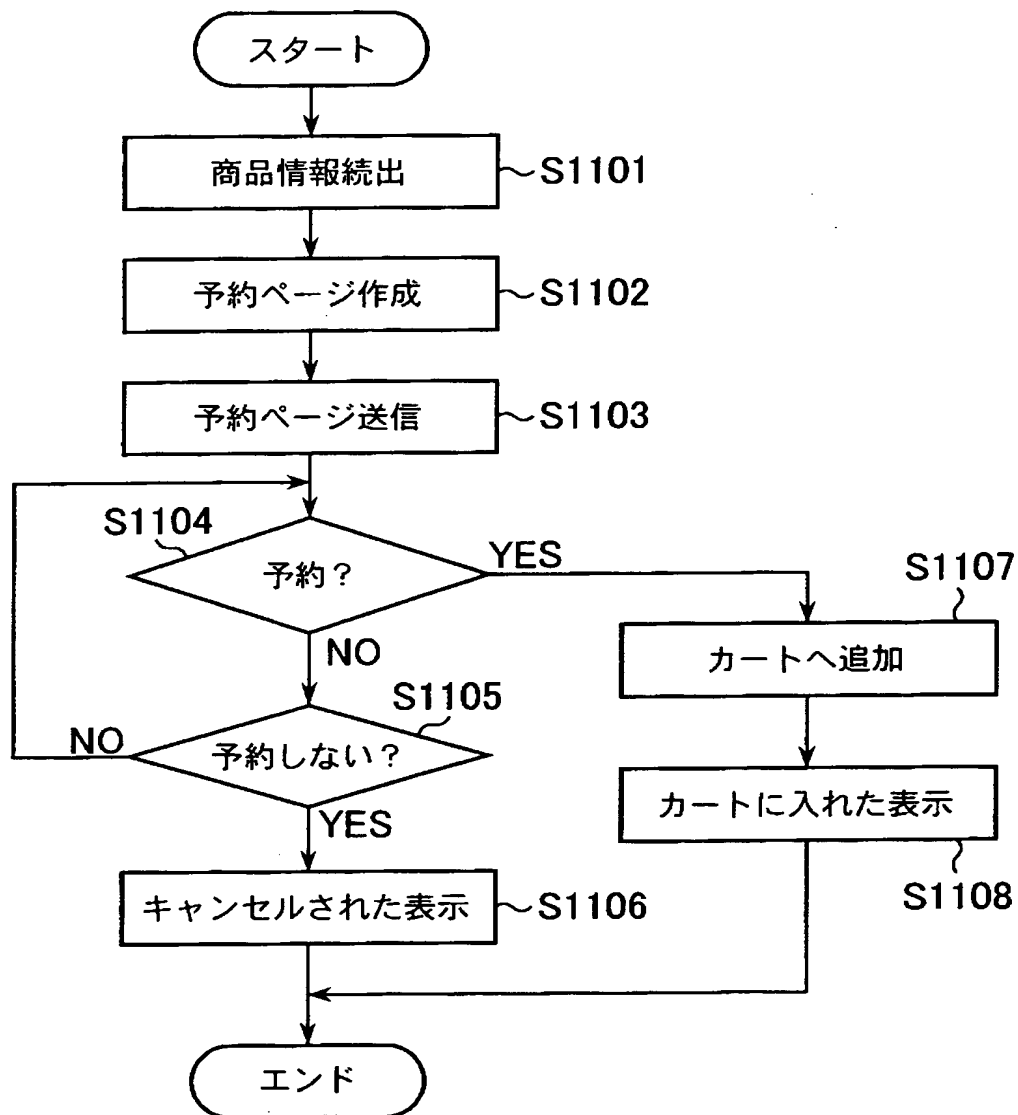 スタート
商品情報続出
S1101
予約ページ作成
S1102
予約ページ送信
S1103
S1104
予約?
YES
NO
S1107
カートへ追加
S1105
予約しない?
NO
YES
カートに入れた表示
S1108
キャンセルされた表示
S1106
エンド